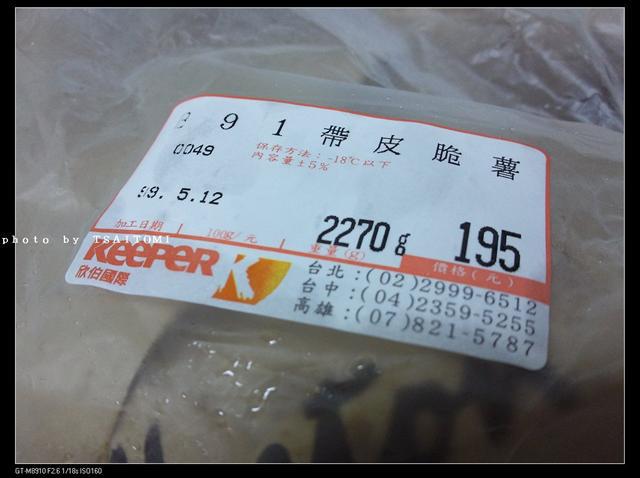 891帶皮脆薯
0049
保存方法：-18℃以下
內容量±5%
99. 5.12
2270g
195
加工日期
100g/元
重量(g)
價格(元)
photo by TSAITOMI
KEEPER
欣伯國際
台北:(02)2999-6512
台中:(04)2359-5255
高雄:(07)821-5787
GT-M8910 F2.6 1/18s ISO160